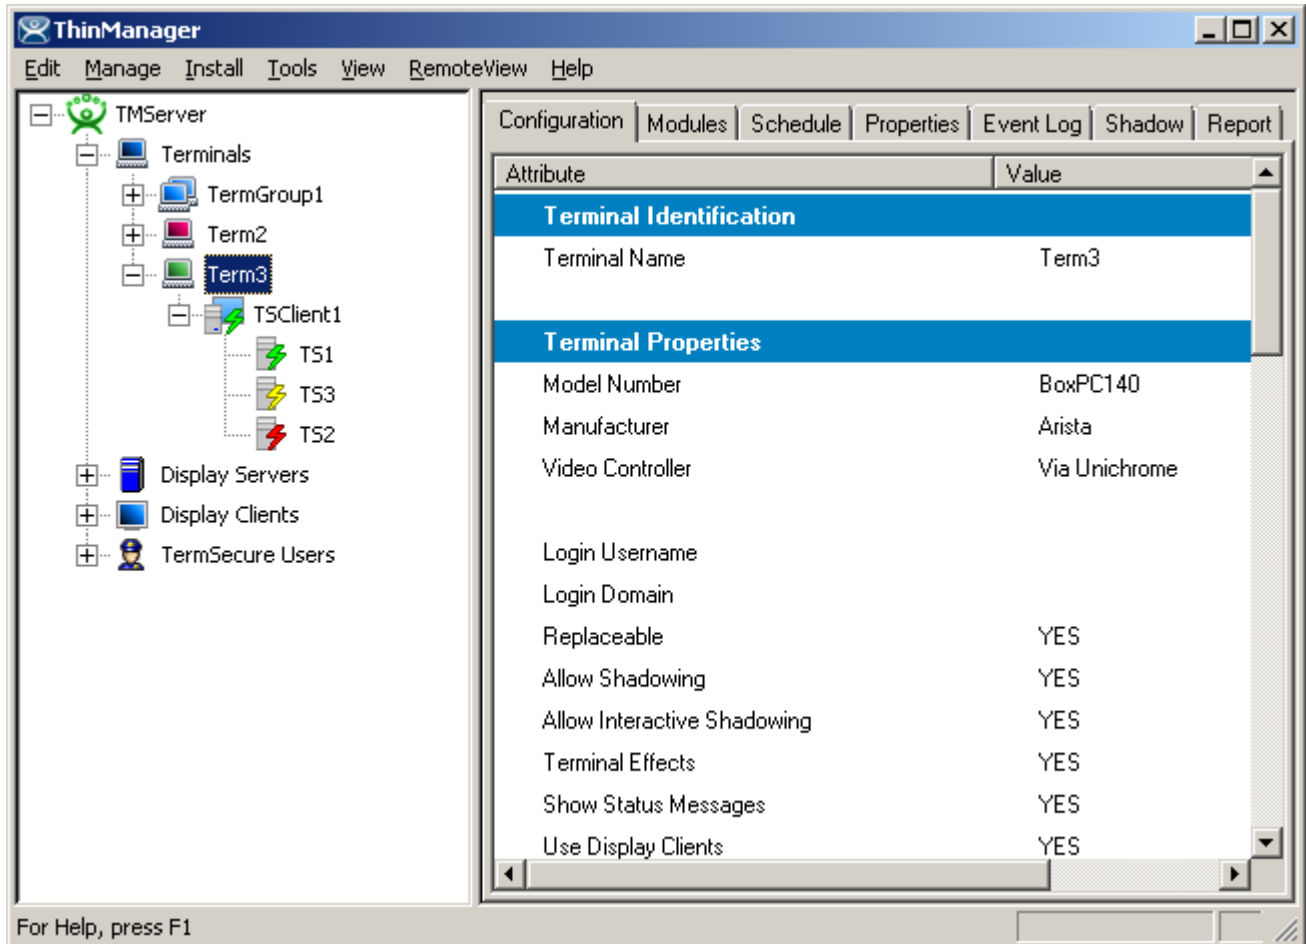 ThinManager
Edit Manage Install Tools View RemoteView Help
TMServer
Terminals
TermGroup1
Term2
Term3
TSClient1
TS1
TS3
TS2
Display Servers
Display Clients
TermSecure Users
Configuration Modules Schedule Properties Event Log Shadow Report
Attribute Value
Terminal Identification
Terminal Name Term3
Terminal Properties
Model Number BoxPC140
Manufacturer Arista
Video Controller Via Unichrome
Login Username
Login Domain
Replaceable YES
Allow Shadowing YES
Allow Interactive Shadowing YES
Terminal Effects YES
Show Status Messages YES
Use Display Clients YES
For Help, press F1